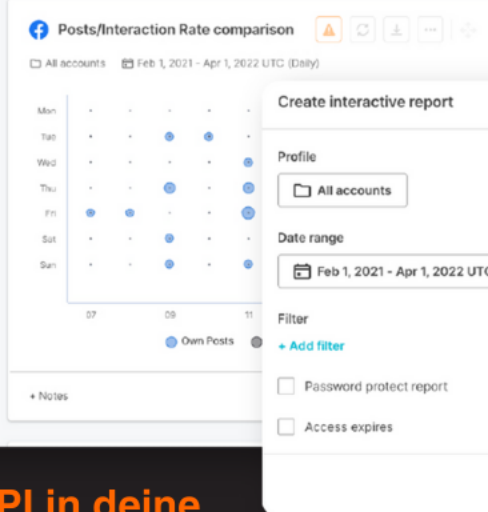 Posts/Interaction Rate comparison
All accounts Feb 1, 2021 - Apr 1, 2022 UTC (Daily)
Mon
Tue
Wed
Thu
Fri
Sat
Sun
07 09 11
Own Posts
+ Notes
Create interactive report
Profile
All accounts
Date range
Feb 1, 2021 - Apr 1, 2022 UTC
Filter
+ Add filter
Password protect report
Access expires
PI in deine